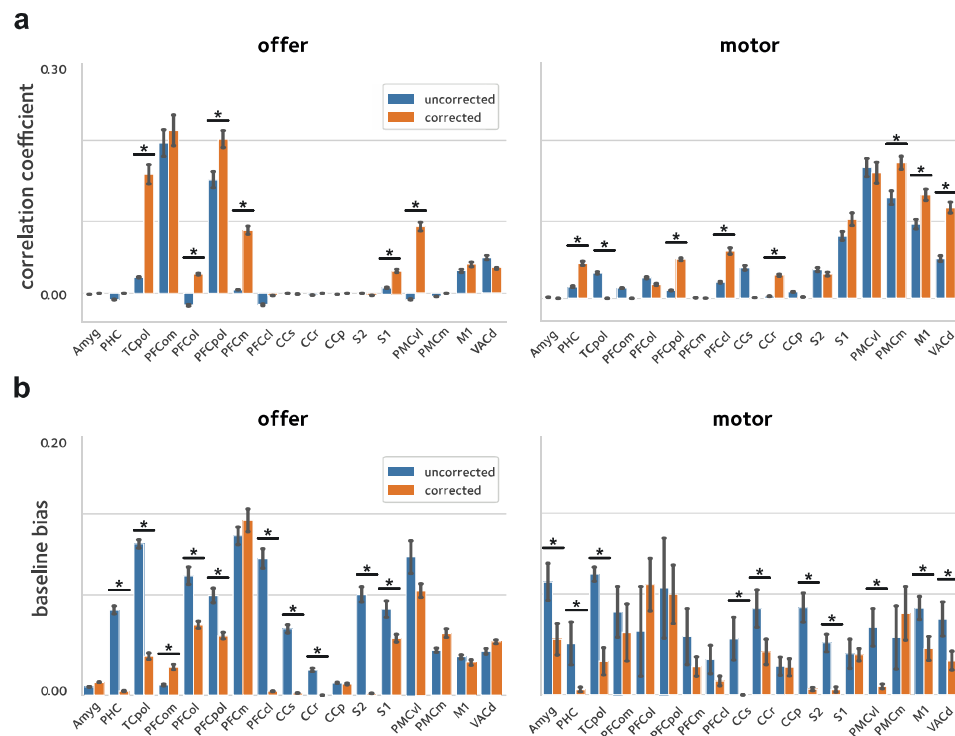 a
offer
motor
0.30
correlation coefficient
0.00
uncorrected
corrected
* * * * * *
* * * * * * * *
Amyg PHC TCpol PFCom PFCol PFCpol PFCm PFCcl CCs CCr CCp S2 S1 PMCvl PMCm M1 VACd
Amyg PHC TCpol PFCom PFCol PFCpol PFCm PFCcl CCs CCr CCp S2 S1 PMCvl PMCm M1 VACd
b
offer
motor
0.20
baseline bias
0.00
uncorrected
corrected
* * * * * * * * * *
* * * * * * * * *
Amyg PHC TCpol PFCom PFCol PFCpol PFCm PFCcl CCs CCr CCp S2 S1 PMCvl PMCm M1 VACd
Amyg PHC TCpol PFCom PFCol PFCpol PFCm PFCcl CCs CCr CCp S2 S1 PMCvl PMCm M1 VACd